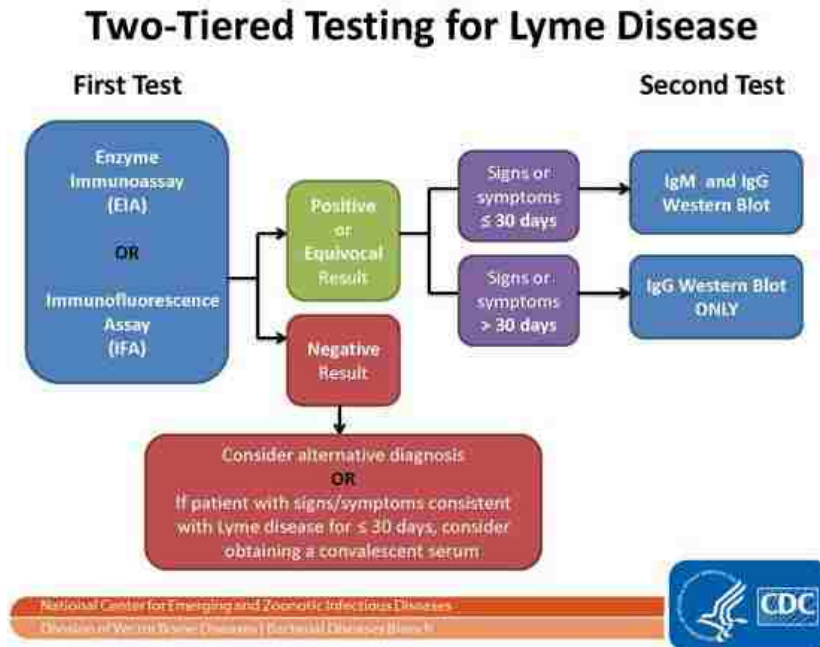 Two-Tiered Testing for Lyme Disease
First Test
Second Test
Enzyme
Immunoassay
(EIA)
OR
Immunofluorescence
Assay
(IFA)
Positive
or
Equivocal
Result
Negative
Result
Signs or
symptoms
≤ 30 days
Signs or
symptoms
> 30 days
IgM and IgG
Western Blot
IgG Western Blot
ONLY
Consider alternative diagnosis
OR
If patient with signs/symptoms consistent
with Lyme disease for ≤ 30 days, consider
obtaining a convalescent serum
National Center for Emerging and Zoonotic Infectious Diseases
Division of Vector Borne Diseases | Bacterial Diseases Branch
CDC